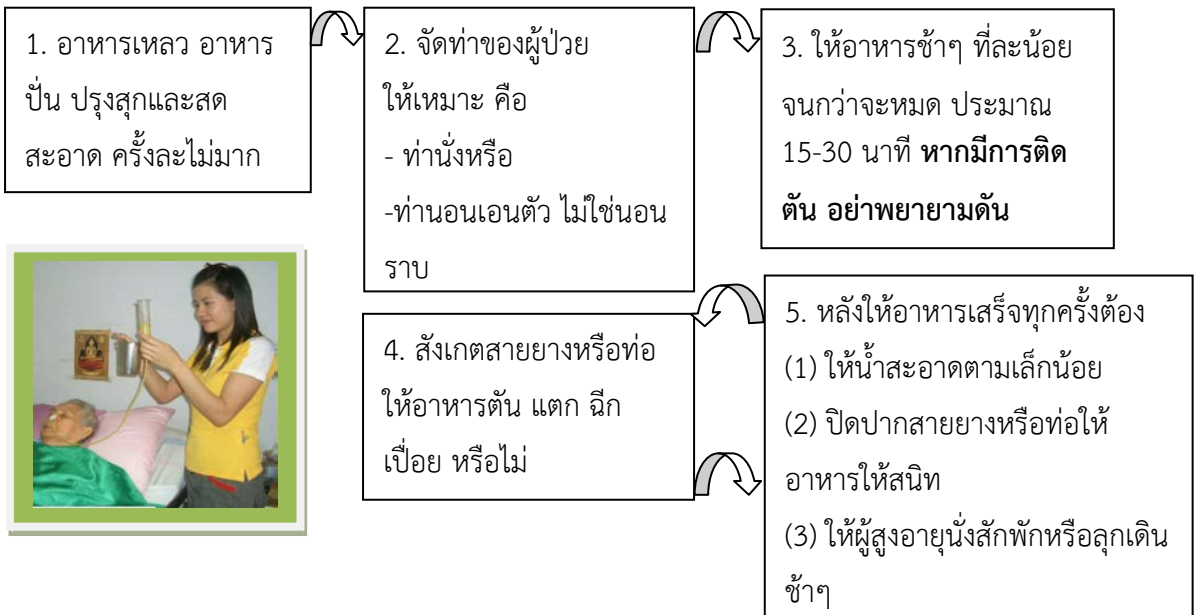 1. อาหารเหลว อาหาร
ปั่น ปรุงสุกและสด
สะอาด ครั้งละไม่มาก
2. จัดท่าของผู้ป่วย
ให้เหมาะ คือ
- ท่านั่งหรือ
-ท่านอนเอนตัว ไม่ใช่นอน
ราบ
3. ให้อาหารช้าๆ ที่ละน้อย
จนกว่าจะหมด ประมาณ
15-30 นาที หากมีการติด
ตัน อย่าพยายามดัน
4. สังเกตสายยางหรือท่อ
ให้อาหารตัน แตก ฉีก
เปื่อย หรือไม่
5. หลังให้อาหารเสร็จทุกครั้งต้อง
(1) ให้น้ำสะอาดตามเล็กน้อย
(2) ปิดปากสายยางหรือท่อให้
อาหารให้สนิท
(3) ให้ผู้สูงอายุนั่งสักพักหรือลุกเดิน
ช้าๆ